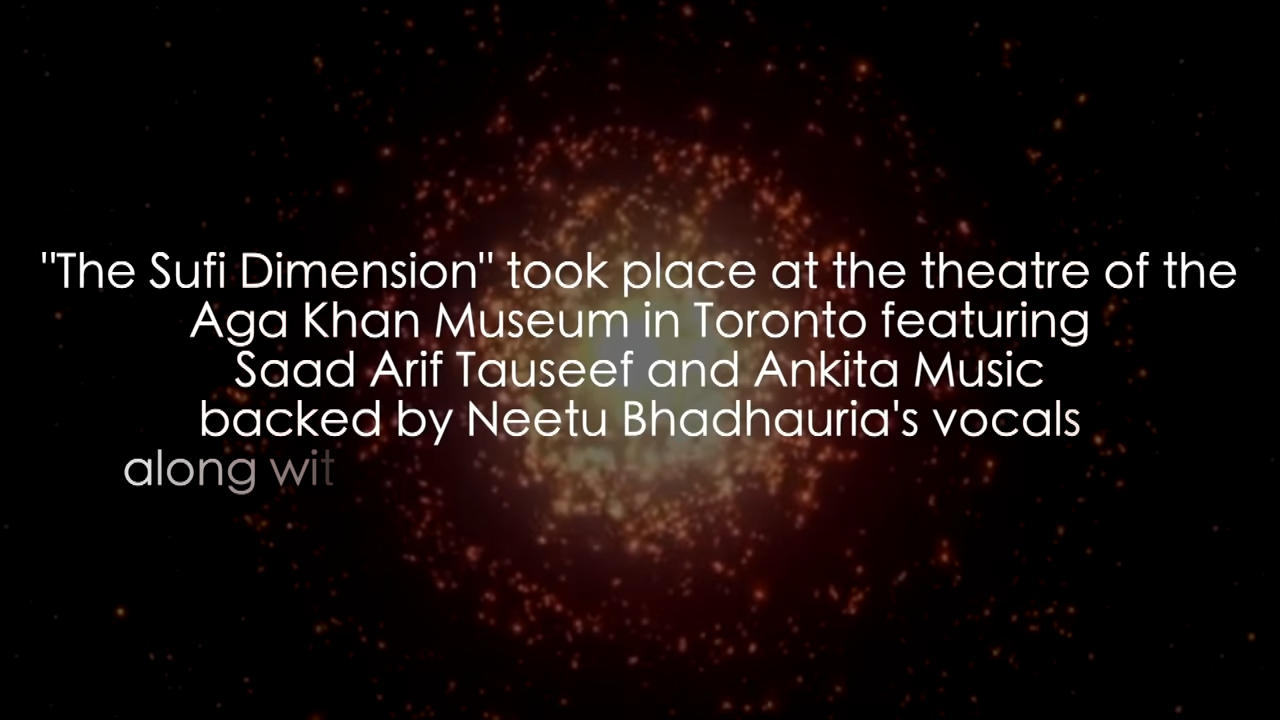 "The Sufi Dimension" took place at the theatre of the
Aga Khan Museum in Toronto featuring
Saad Arif Tauseef and Ankita Music
backed by Neetu Bhadhauria's vocals
along wit